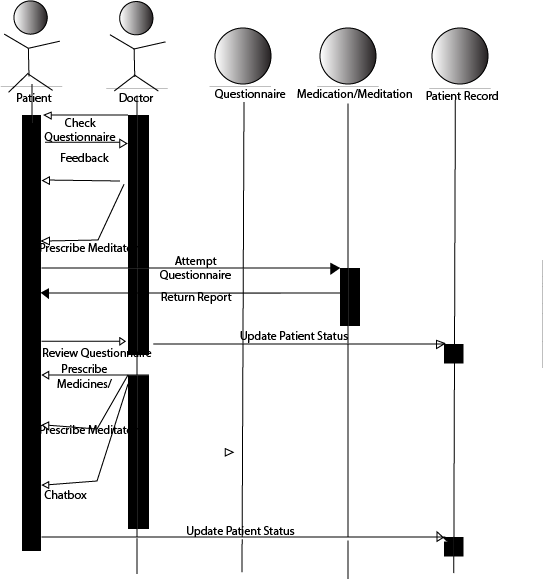 Patient
Doctor
Questionnaire
Medication/Meditation
Patient Record
Check
Questionnaire
Feedback
Prescribe Meditat
Attempt
Questionnaire
Return Report
Update Patient Status
Review Questionnaire
Prescribe
Medicines/
Prescribe Meditat
Chatbox
Update Patient Status